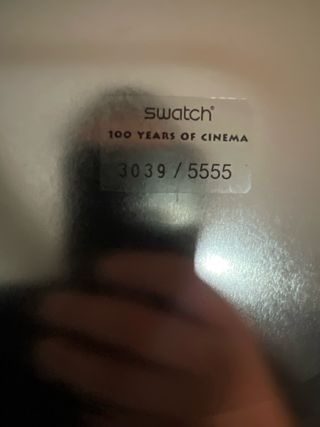 swatch®
100 YEARS OF CINEMA
3039 / 5555